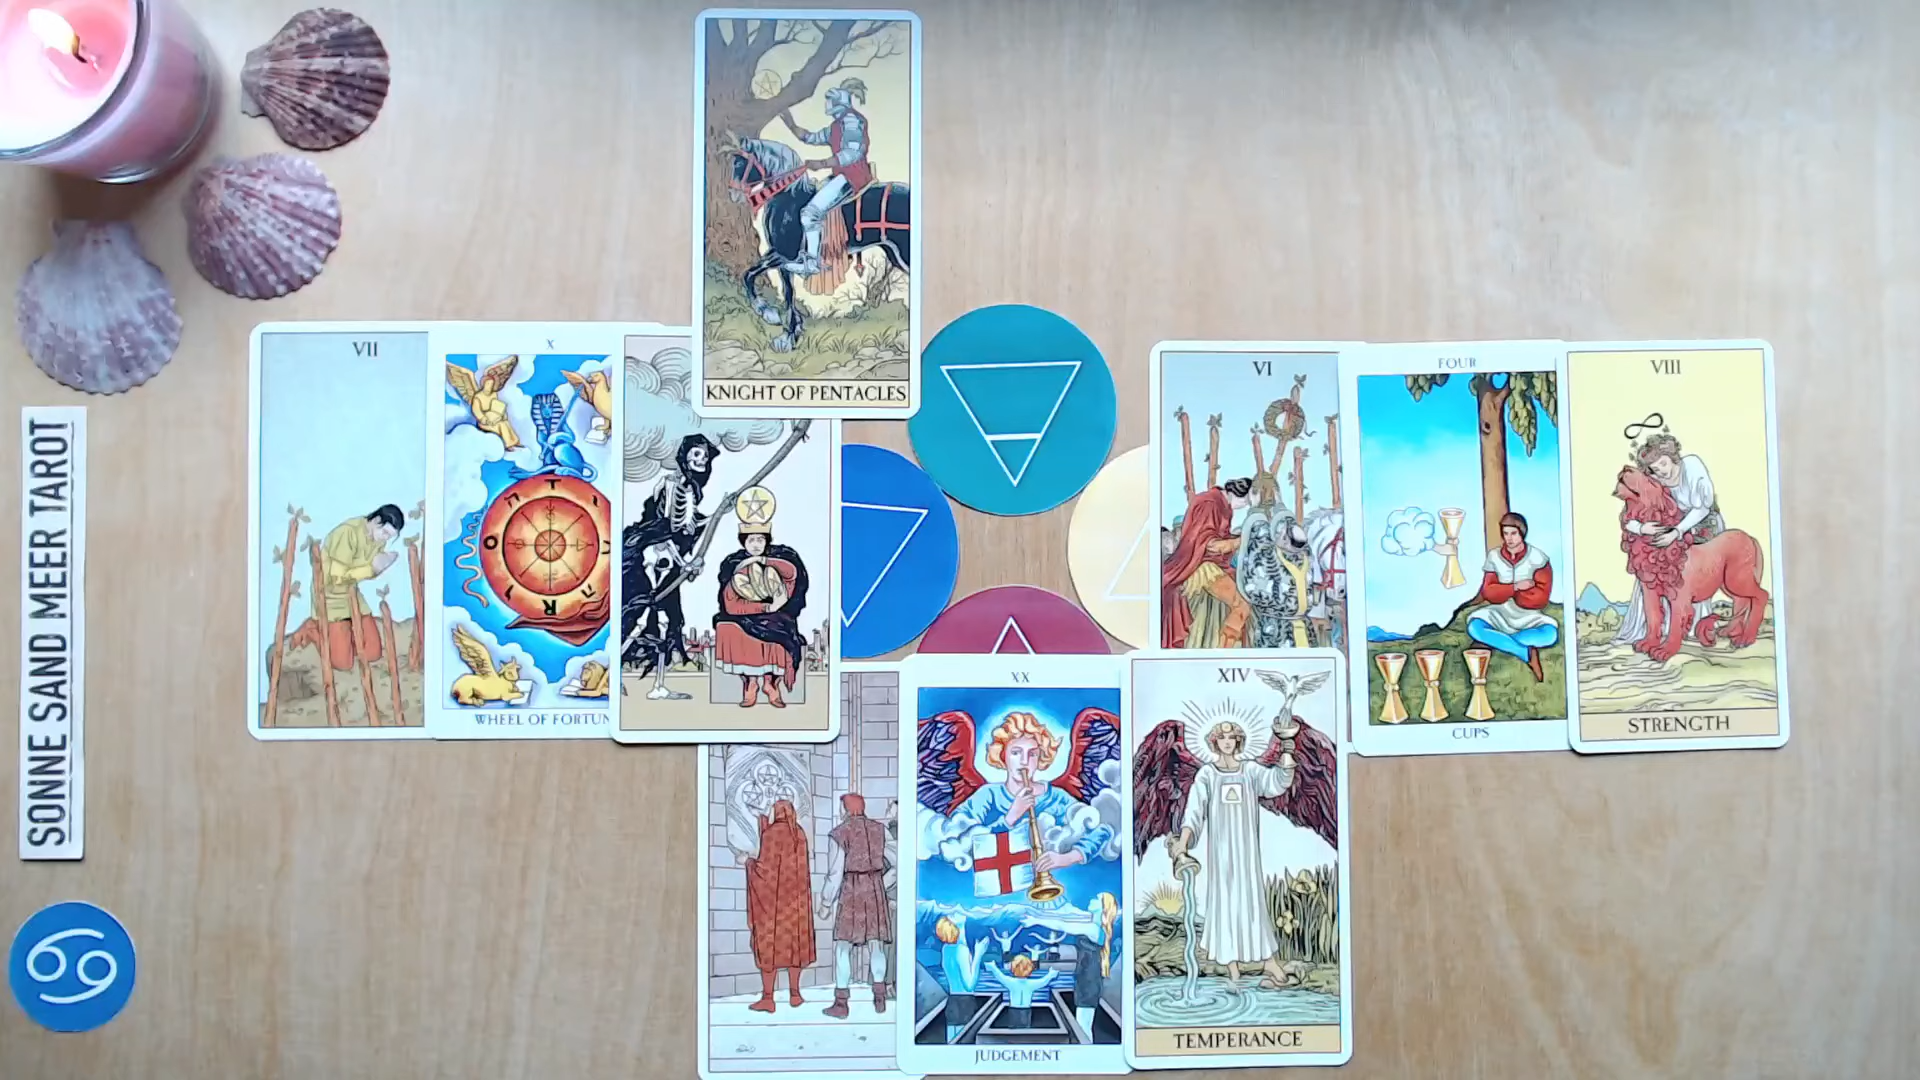 KNIGHT OF PENTACLES
VII
X
WHEEL OF FORTUN
VI
FOUR
CUPS
VIII
STRENGTH
XX
JUDGEMENT
XIV
TEMPERANCE
SONNE SAND MEER TAROT